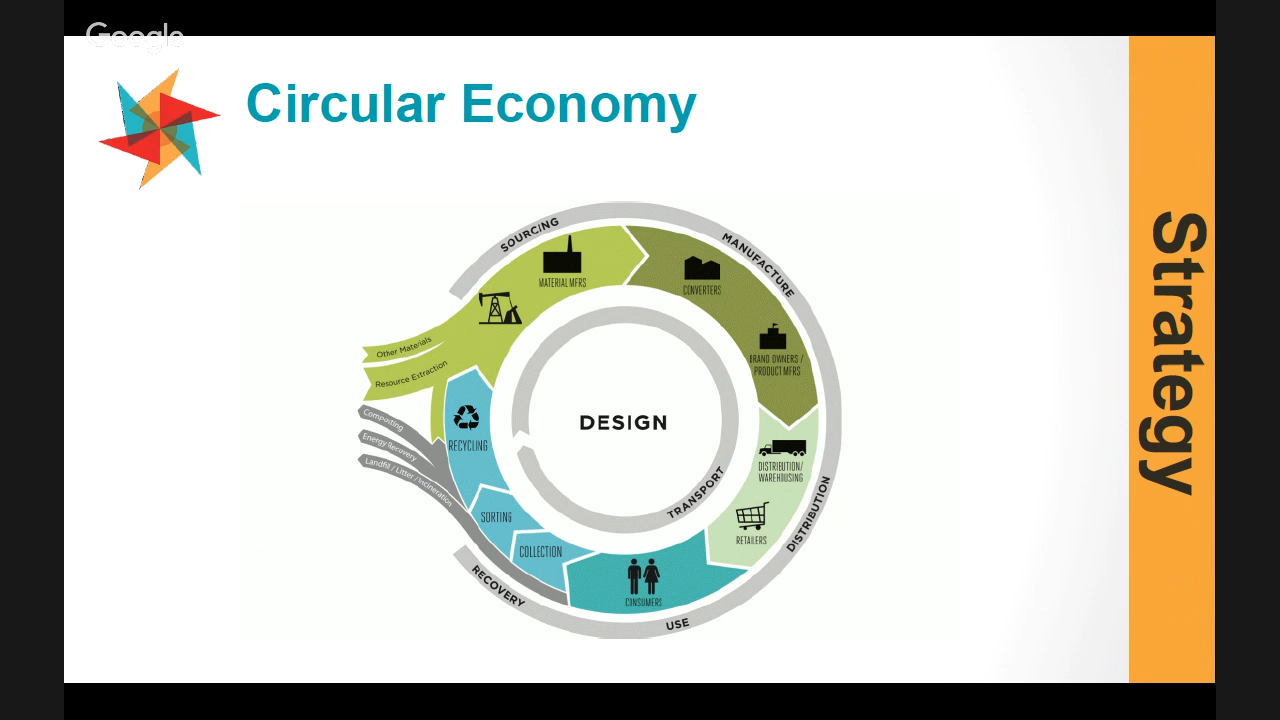 Google
Circular Economy
Strategy
SOURCING
MANUFACTURE
MATERIAL MFRS
CONVERTERS
BRAND OWNERS /
PRODUCT MFRS
Other Materials
Resource Extraction
Composting
Energy Recovery
Landfill / Litter / Incineration
RECYCLING
DESIGN
DISTRIBUTION/
WAREHOUSING
TRANSPORT
SORTING
RETAILERS
DISTRIBUTION
COLLECTION
CONSUMERS
RECOVERY
USE